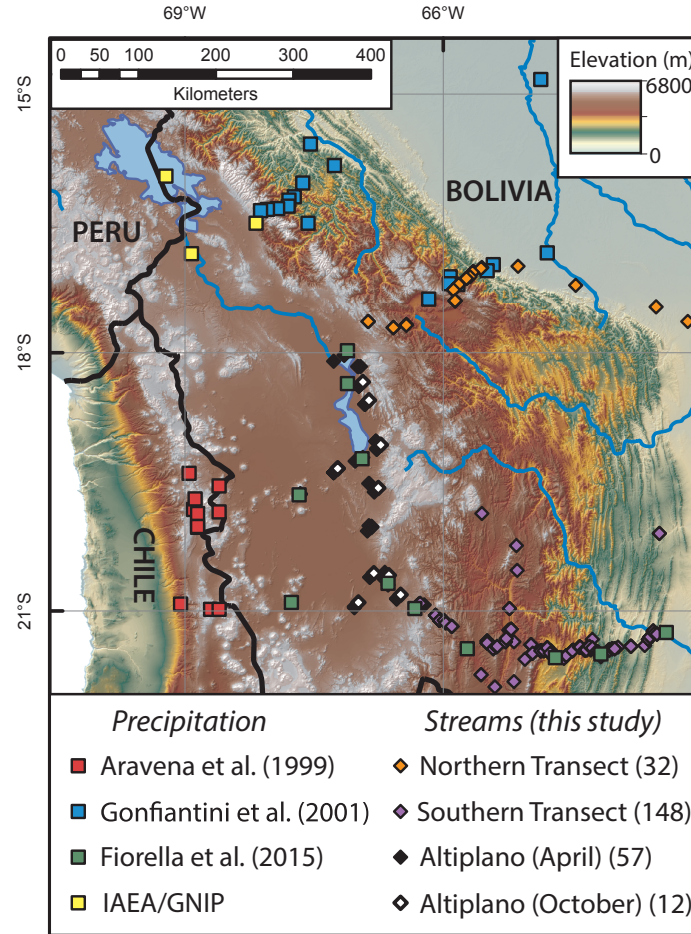 69°W 66°W
0 50 100 200 300 400
Kilometers
Elevation (m)
6800
0
15°S
BOLIVIA
PERU
18°S
CHILE
21°S
Precipitation
Streams (this study)
Aravena et al. (1999)
Northern Transect (32)
Gonfiantini et al. (2001)
Southern Transect (148)
Fiorella et al. (2015)
Altiplano (April) (57)
IAEA/GNIP
Altiplano (October) (12)